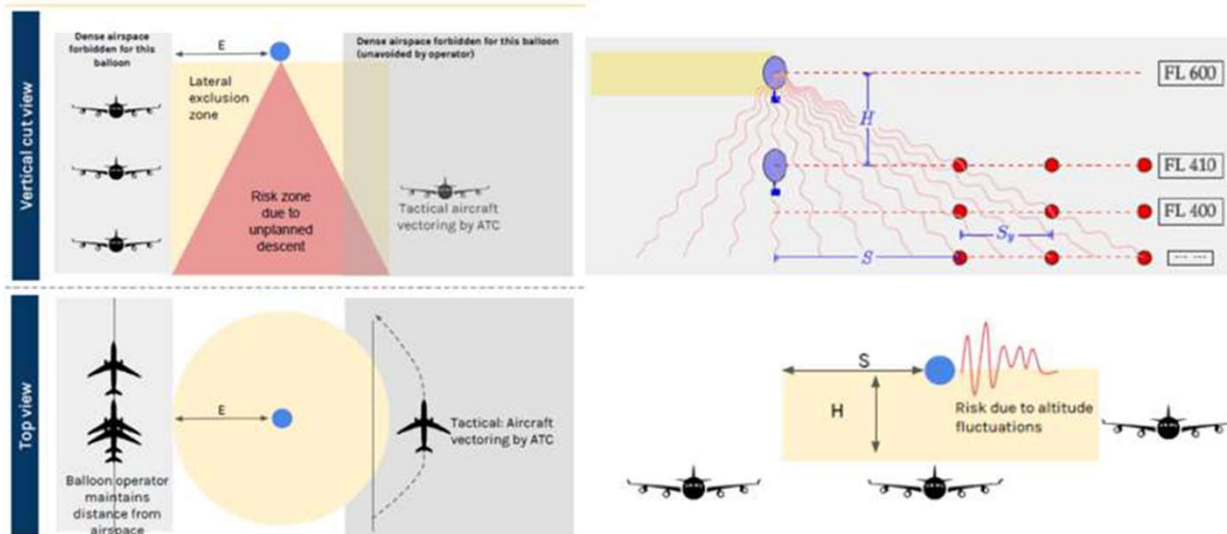 Vertical cut view
Dense airspace
forbidden for this
balloon
E
Dense airspace forbidden for this balloon
(unavoided by operator)
Lateral
exclusion
zone
Risk zone
due to
unplanned
descent
Tactical aircraft
vectoring by ATC
H
FL 600
FL 410
FL 400
S_y
S
Top view
E
Tactical: Aircraft
vectoring by ATC
Balloon operator
maintains
distance from
airspace
S
H
Risk due to altitude
fluctuations